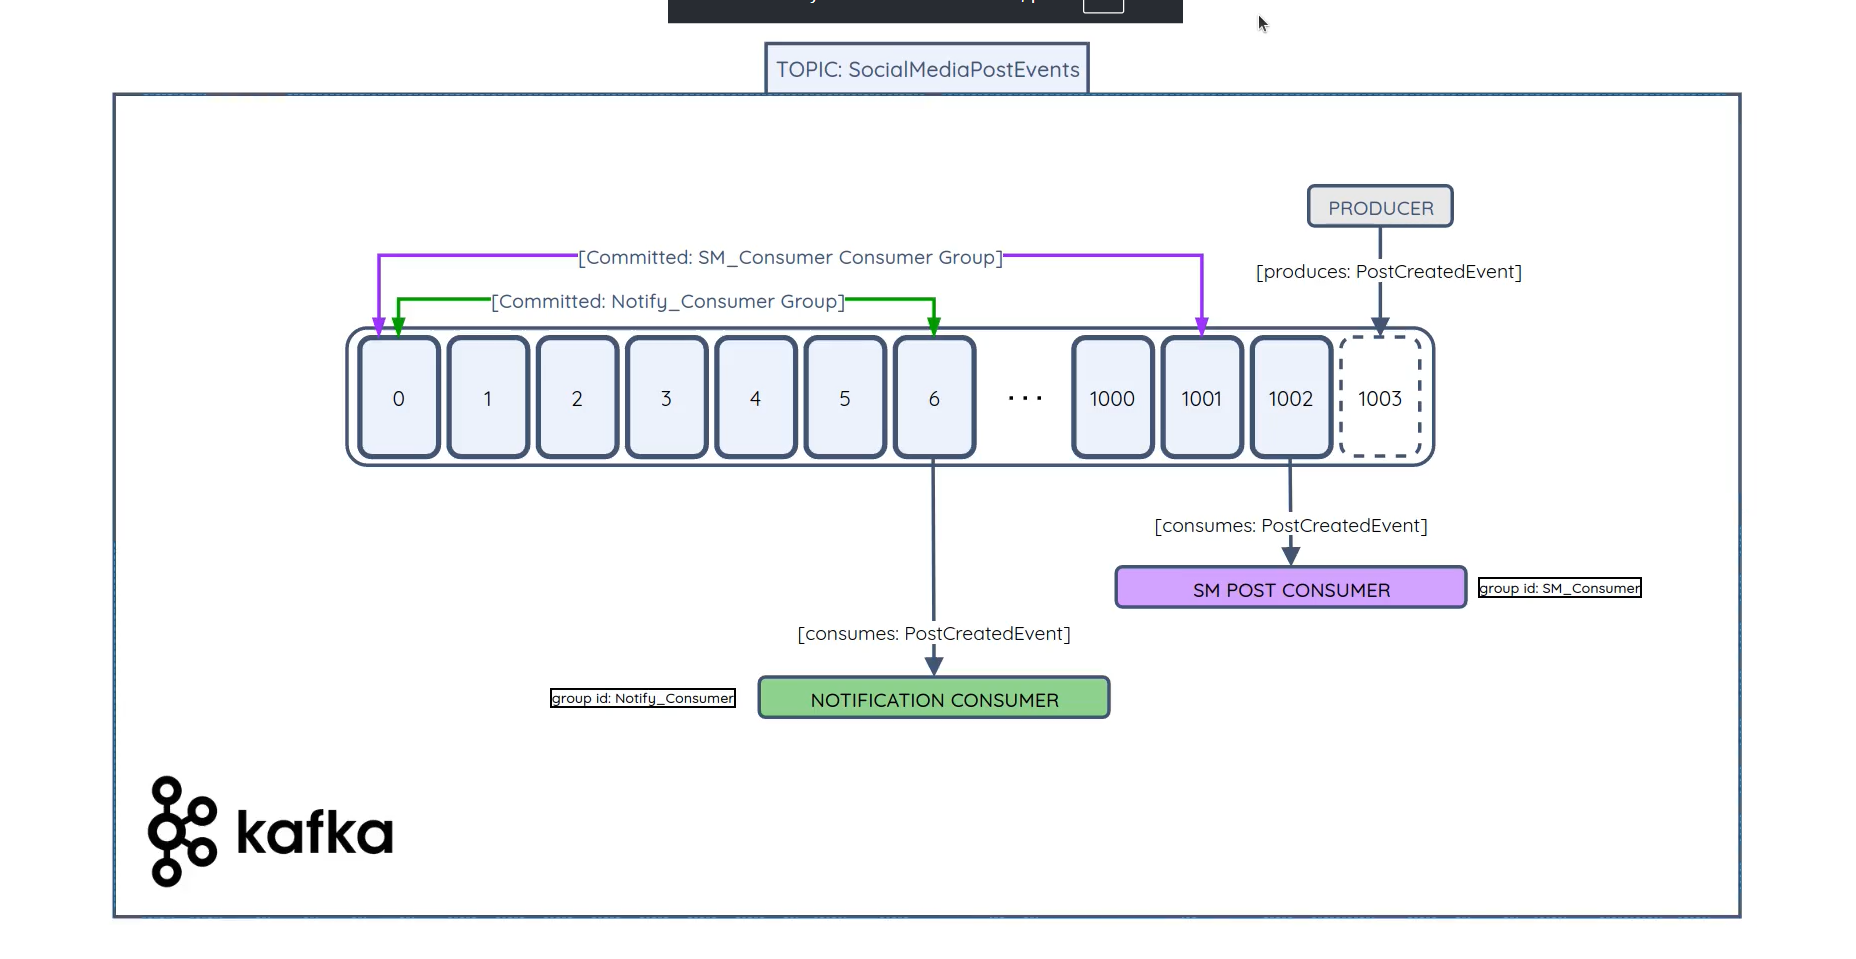 TOPIC: SocialMediaPostEvents
PRODUCER
[produces: PostCreatedEvent]
[Committed: SM_Consumer Consumer Group]
[Committed: Notify_Consumer Group]
0 1 2 3 4 5 6 ... 1000 1001 1002 1003
[consumes: PostCreatedEvent]
SM POST CONSUMER
group id: SM_Consumer
[consumes: PostCreatedEvent]
group id: Notify_Consumer
NOTIFICATION CONSUMER
kafka